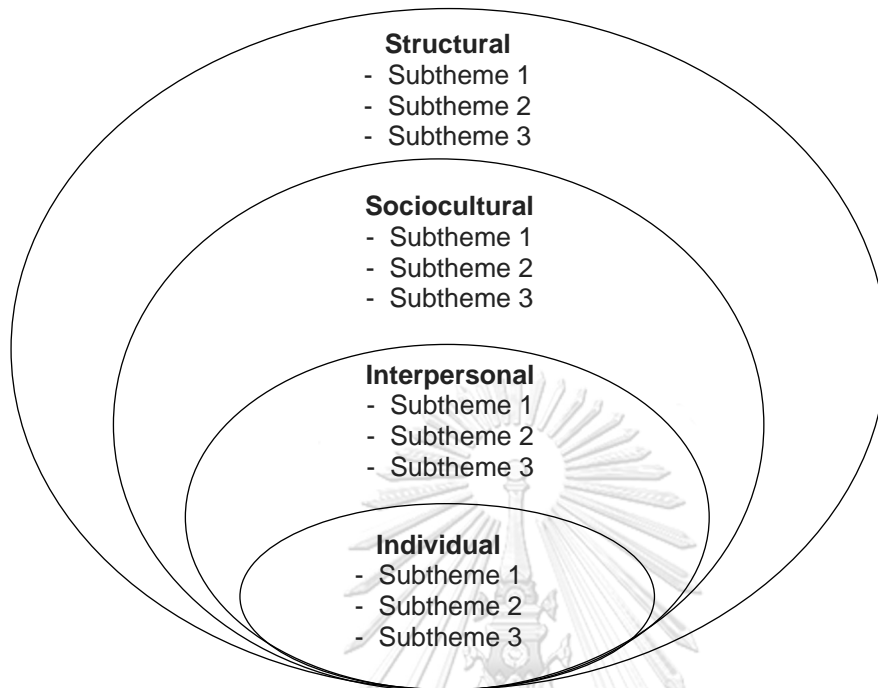 Structural
- Subtheme 1
- Subtheme 2
- Subtheme 3
Sociocultural
- Subtheme 1
- Subtheme 2
- Subtheme 3
Interpersonal
- Subtheme 1
- Subtheme 2
- Subtheme 3
Individual
- Subtheme 1
- Subtheme 2
- Subtheme 3